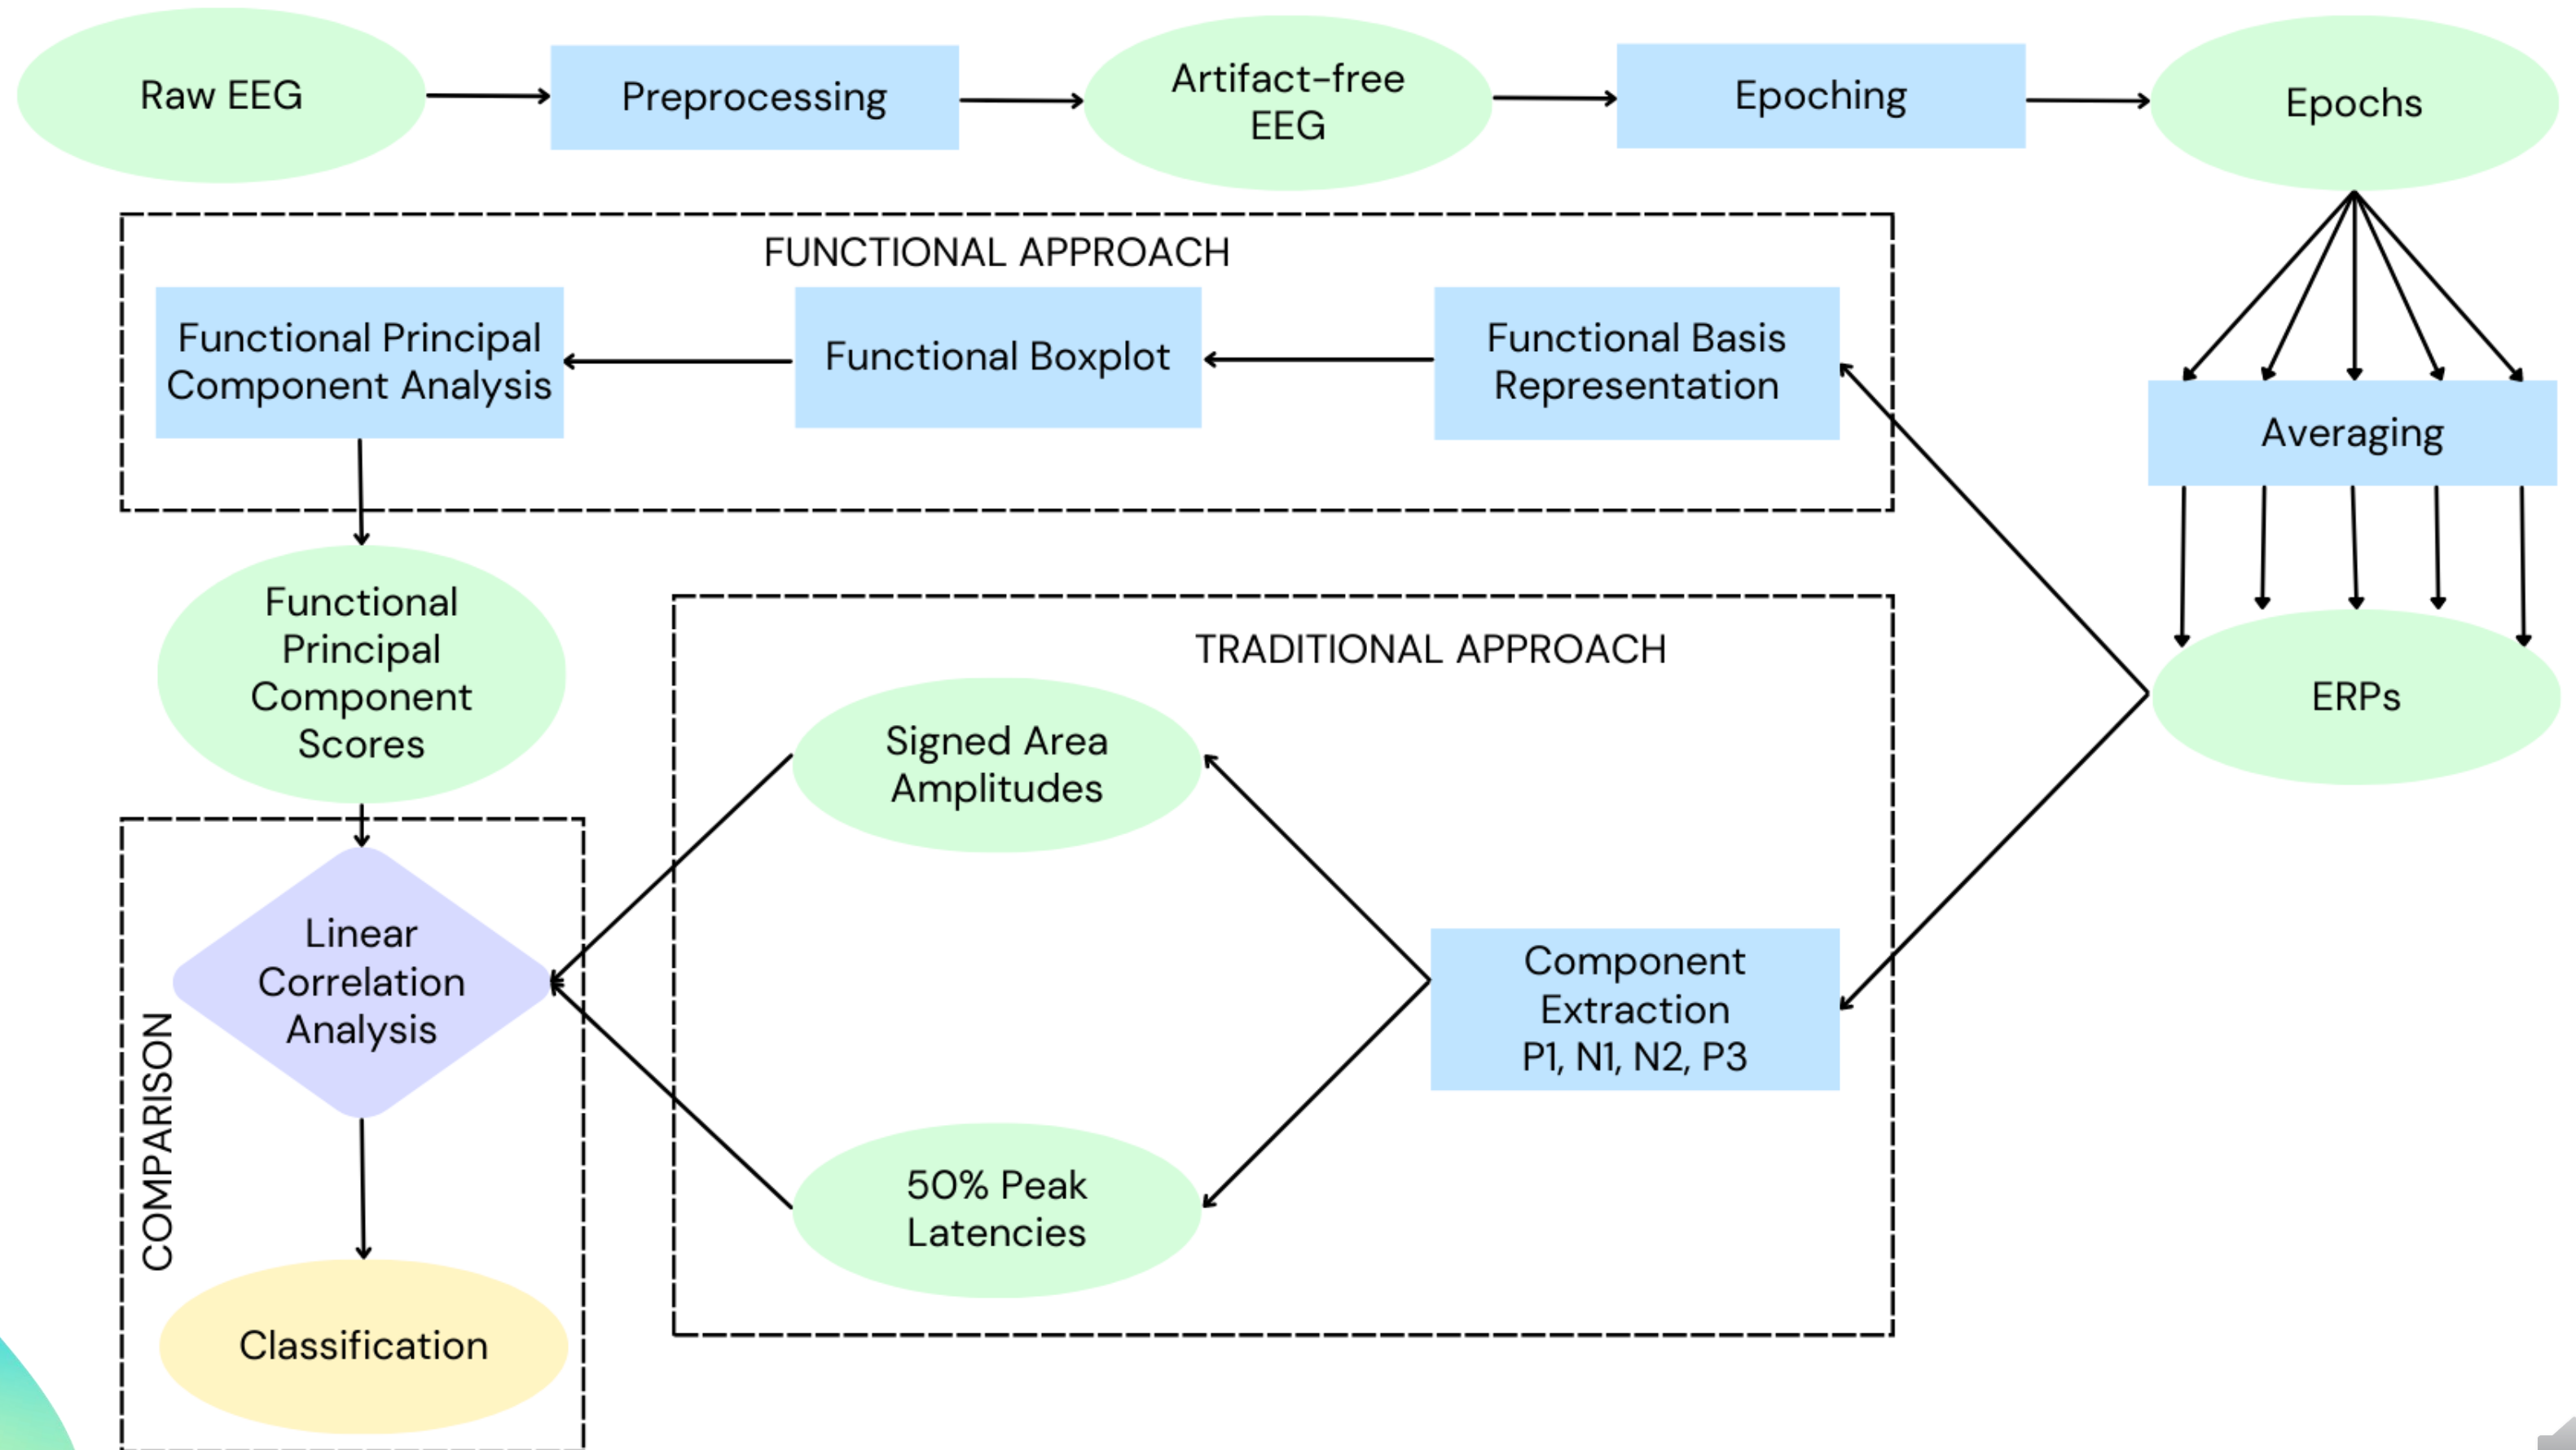 Raw EEG
Preprocessing
Artifact-free
EEG
Epoching
Epochs
FUNCTIONAL APPROACH
Functional Principal
Component Analysis
Functional Boxplot
Functional Basis
Representation
Averaging
Functional
Principal
Component
Scores
TRADITIONAL APPROACH
Signed Area
Amplitudes
ERPs
Component
Extraction
P1, N1, N2, P3
50% Peak
Latencies
COMPARISON
Linear
Correlation
Analysis
Classification